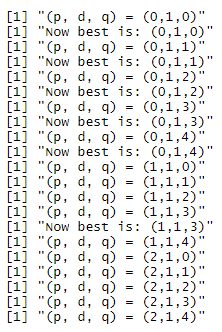 [1] "(p, d, q) = (0,1,0)"
[1] "Now best is: (0,1,0)"
[1] "(p, d, q) = (0,1,1)"
[1] "Now best is: (0,1,1)"
[1] "(p, d, q) = (0,1,2)"
[1] "Now best is: (0,1,2)"
[1] "(p, d, q) = (0,1,3)"
[1] "Now best is: (0,1,3)"
[1] "(p, d, q) = (0,1,4)"
[1] "Now best is: (0,1,4)"
[1] "(p, d, q) = (1,1,0)"
[1] "(p, d, q) = (1,1,1)"
[1] "(p, d, q) = (1,1,2)"
[1] "(p, d, q) = (1,1,3)"
[1] "Now best is: (1,1,3)"
[1] "(p, d, q) = (1,1,4)"
[1] "(p, d, q) = (2,1,0)"
[1] "(p, d, q) = (2,1,1)"
[1] "(p, d, q) = (2,1,2)"
[1] "(p, d, q) = (2,1,3)"
[1] "(p, d, q) = (2,1,4)"